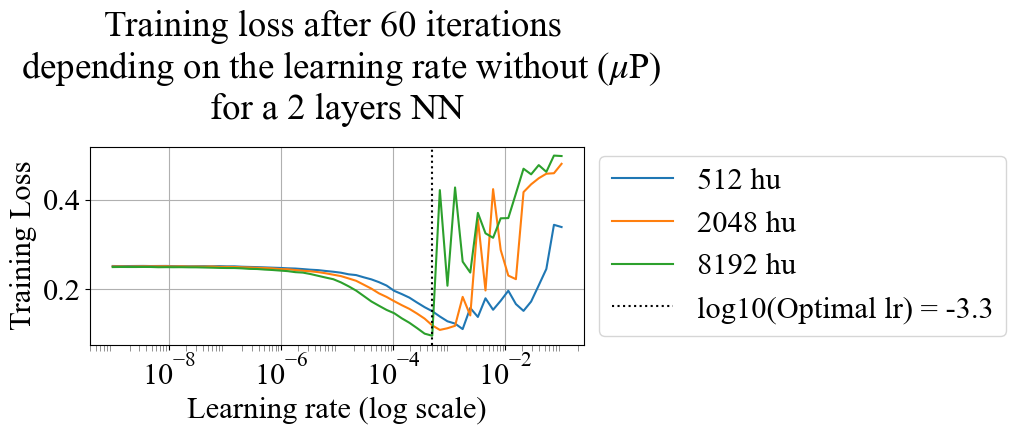 Training loss after 60 iterations
depending on the learning rate without (μP)
for a 2 layers NN
Training Loss
0.4
0.2
10⁻⁸ 10⁻⁶ 10⁻⁴ 10⁻²
Learning rate (log scale)
512 hu
2048 hu
8192 hu
log10(Optimal lr) = -3.3